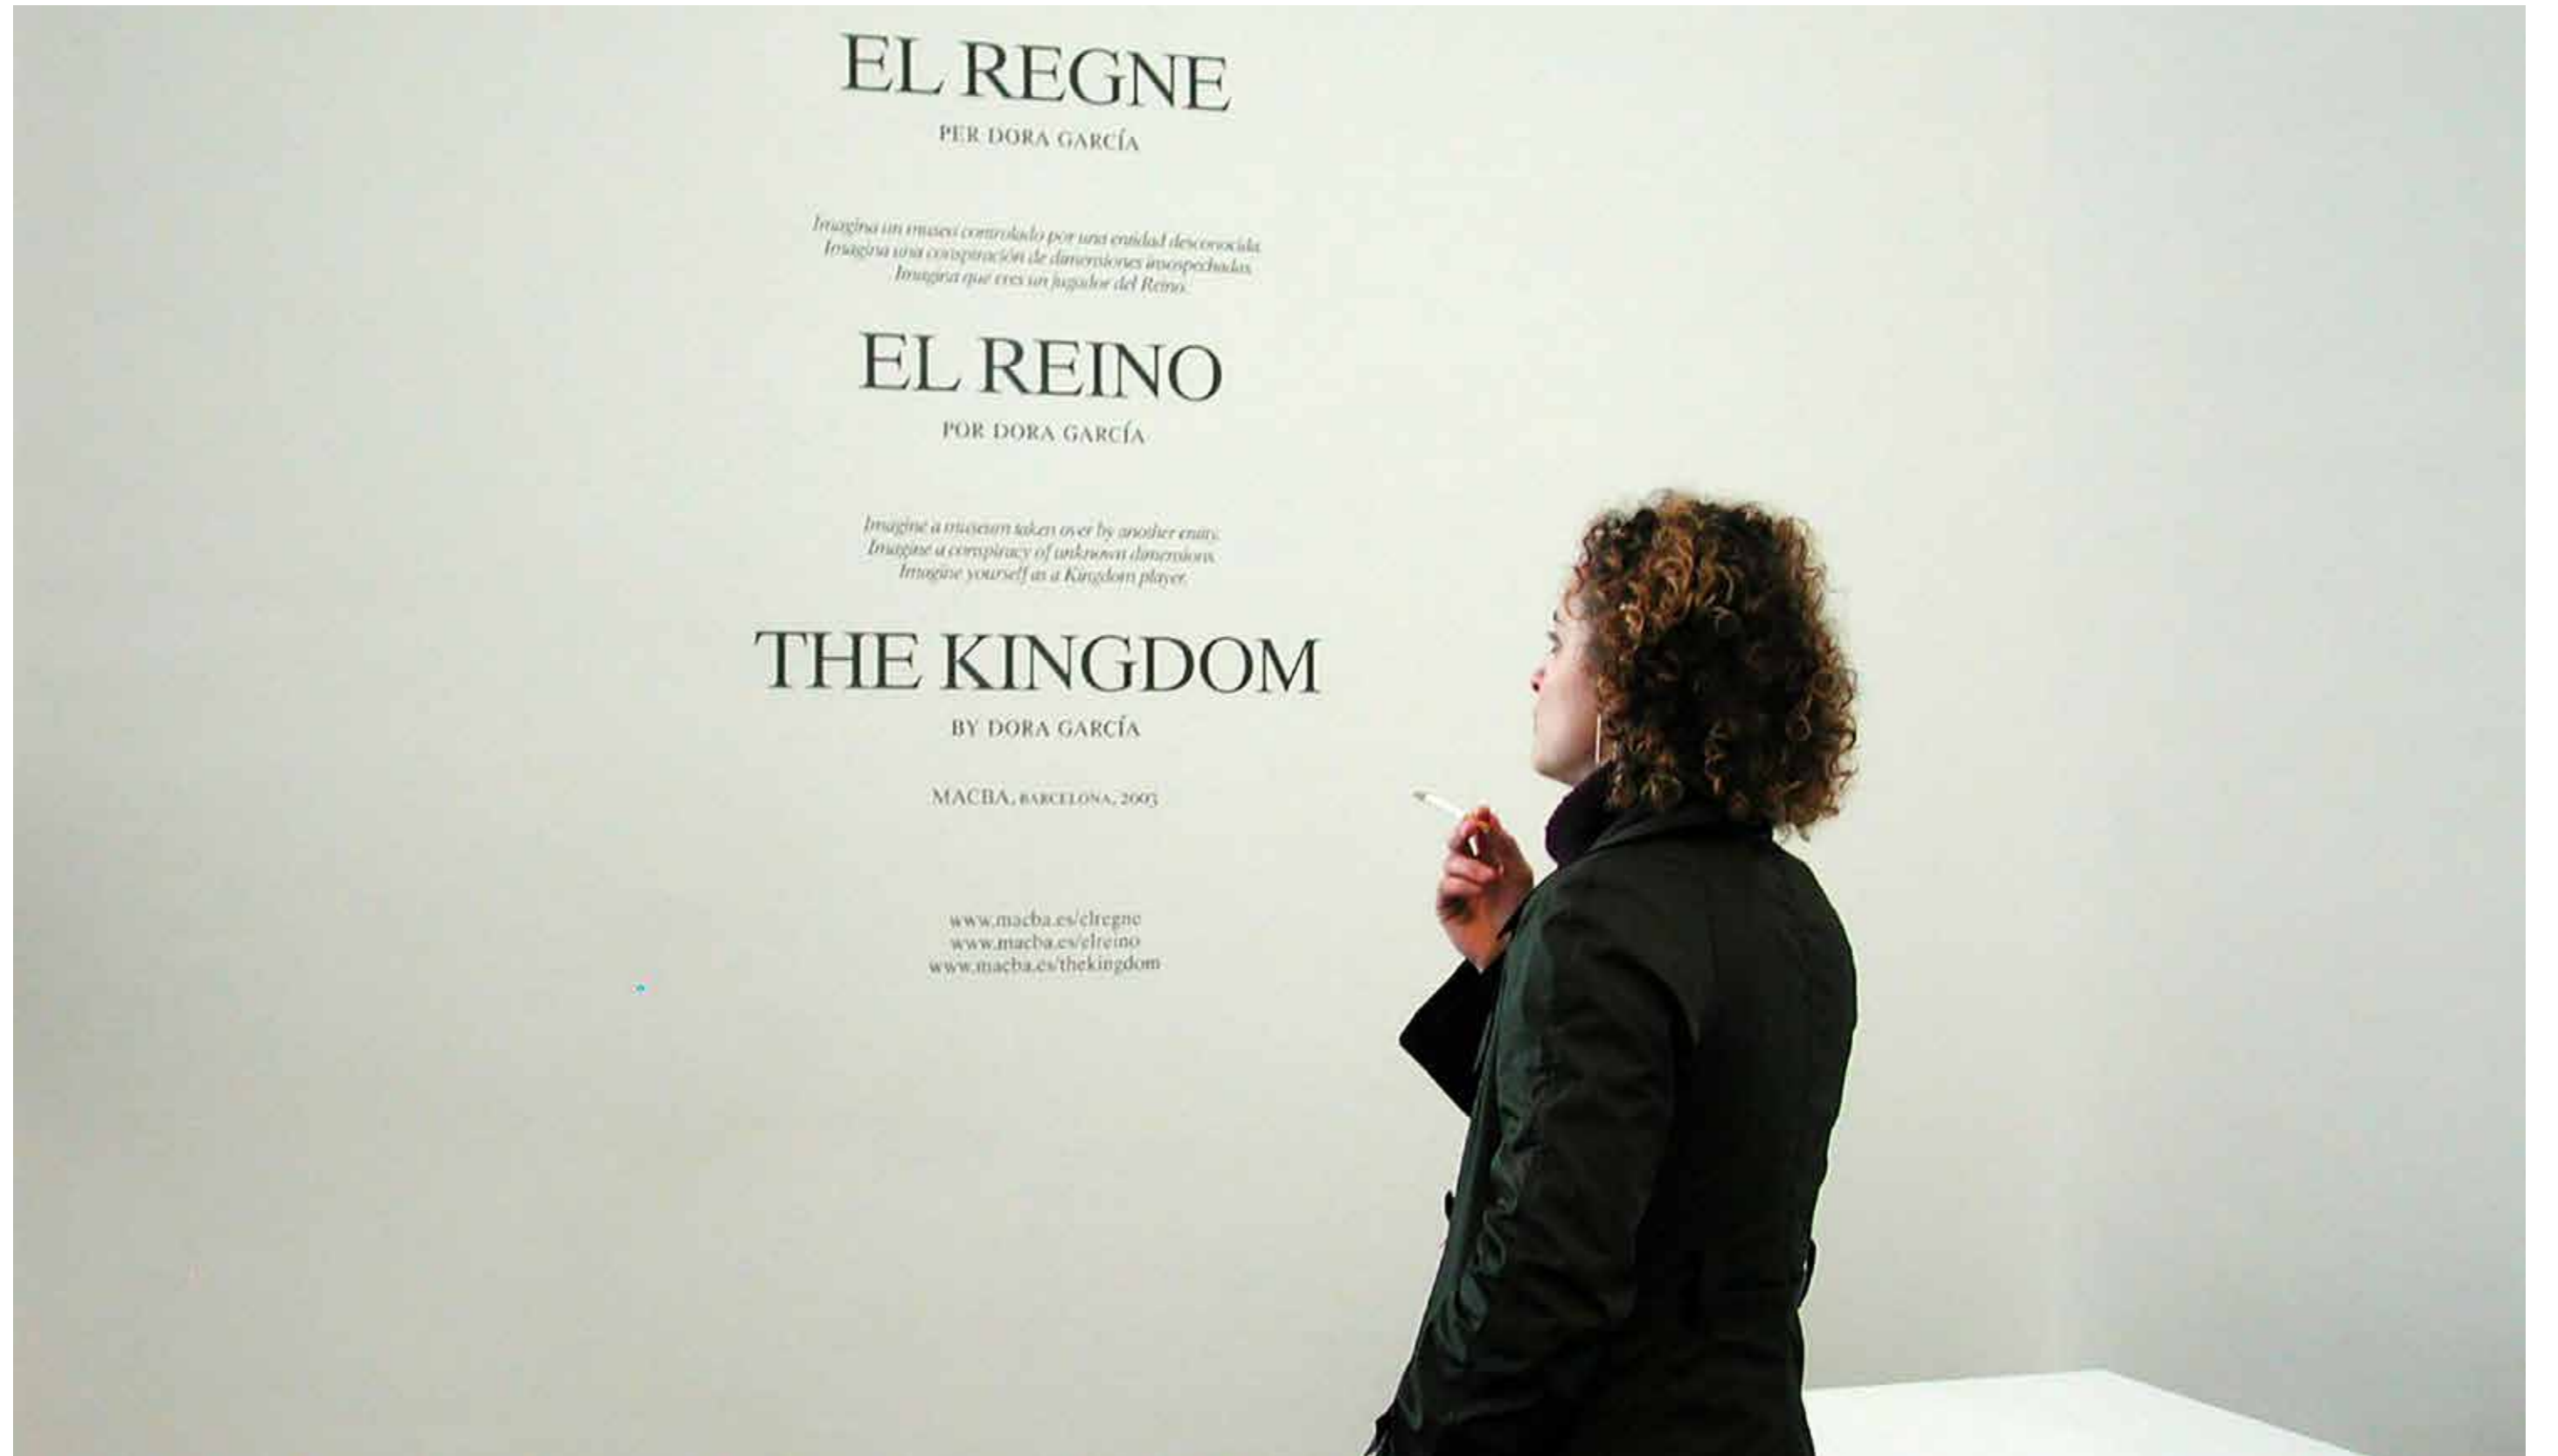 EL REGNE
PER DORA GARCÍA
Imagina un museo controlado por una entidad desconocida.
Imagina una conspiración de dimensiones insospechadas.
Imagina que eres un jugador del Reino.
EL REINO
POR DORA GARCÍA
Imagine a museum taken over by another entity.
Imagine a conspiracy of unknown dimensions.
Imagine yourself as a Kingdom player.
THE KINGDOM
BY DORA GARCÍA
MACBA, BARCELONA, 2003
www.macba.es/elregne
www.macba.es/elreino
www.macba.es/thekingdom